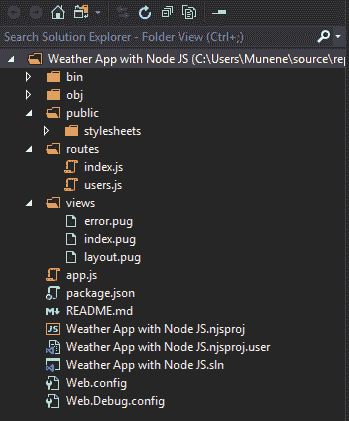 Search Solution Explorer - Folder View (Ctrl+;)
Weather App with Node JS (C:\Users\Munene\source\rep
bin
obj
public
stylesheets
routes
index.js
users.js
views
error.pug
index.pug
layout.pug
app.js
package.json
README.md
Weather App with Node JS.njsproj
Weather App with Node JS.njsproj.user
Weather App with Node JS.sln
Web.config
Web.Debug.config